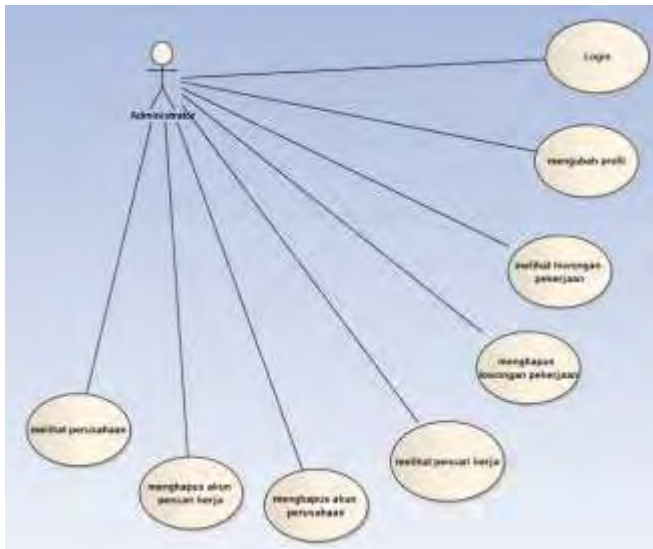 Login
Administrator
mengubah profil
melihat lowongan
pekerjaan
menghapus
lowongan pekerjaan
melihat perusahaan
melihat pencari kerja
menghapus akun
pencari kerja
menghapus akun
perusahaan